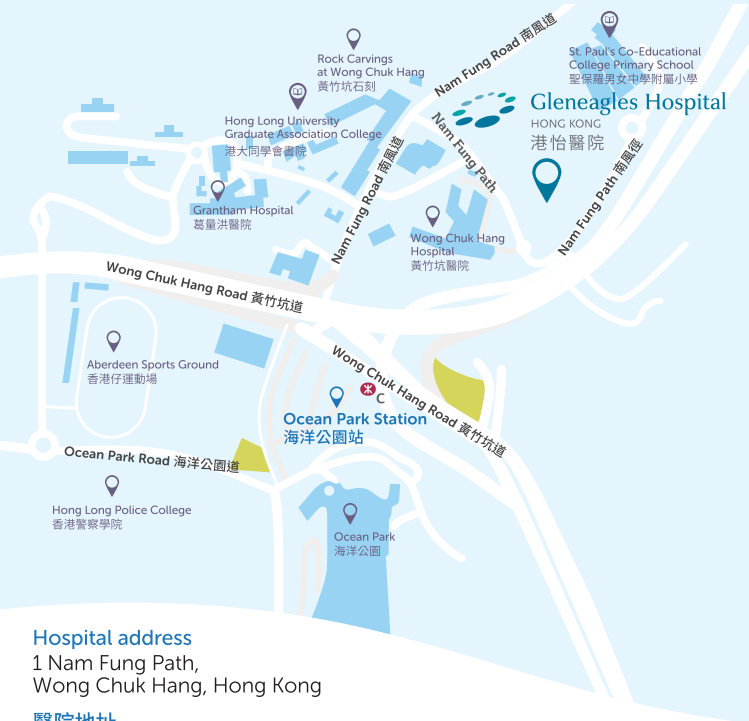 Nam Fung Road 南風道
Rock Carvings
at Wong Chuk Hang
黃竹坑石刻
St. Paul's Co-Educational
College Primary School
聖保羅男女中學附屬小學
Gleneagles Hospital
HONG KONG
港怡醫院
Hong Long University
Graduate Association College
港大同學會書院
Nam Fung Path
Nam Fung Road 南風道
Nam Fung Path 南風徑
Grantham Hospital
葛量洪醫院
Wong Chuk Hang
Hospital
黃竹坑醫院
Wong Chuk Hang Road 黃竹坑道
Aberdeen Sports Ground
香港仔運動場
Wong Chuk Hang Road 黃竹坑道
C
Ocean Park Station
海洋公園站
Ocean Park Road 海洋公園道
Hong Long Police College
香港警察學院
Ocean Park
海洋公園
Hospital address
1 Nam Fung Path,
Wong Chuk Hang, Hong Kong
醫院地址